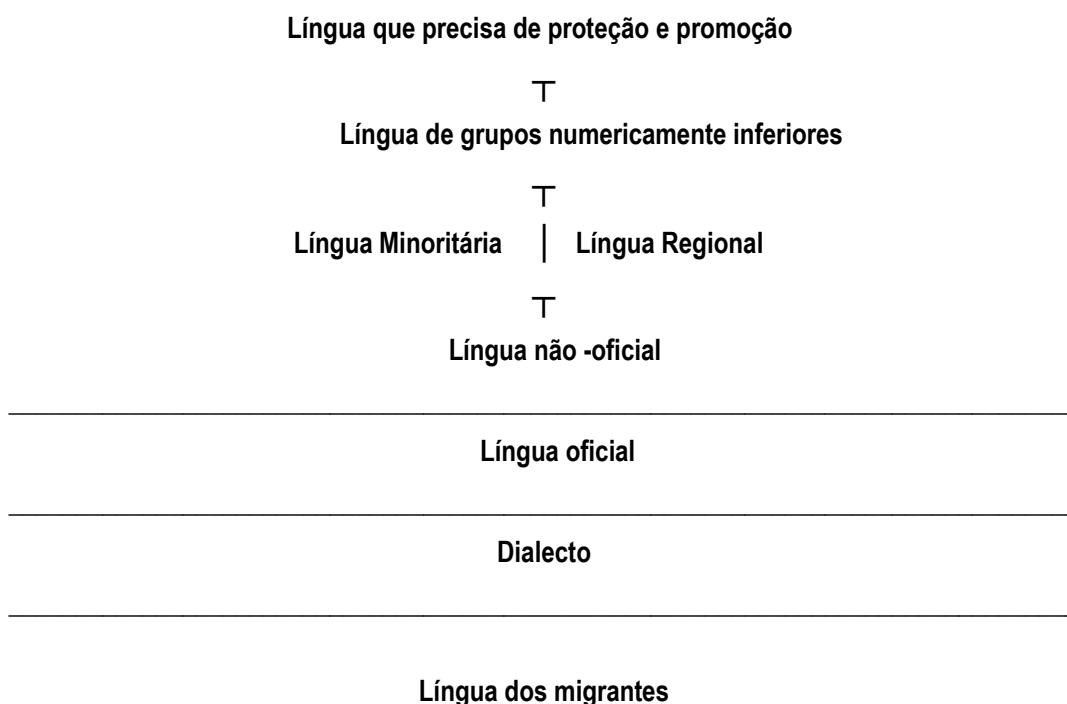 Língua que precisa de proteção e promoção
┬
Língua de grupos numericamente inferiores
┬
Língua Minoritária │ Língua Regional
┬
Língua não -oficial
Língua oficial
Dialecto
Língua dos migrantes